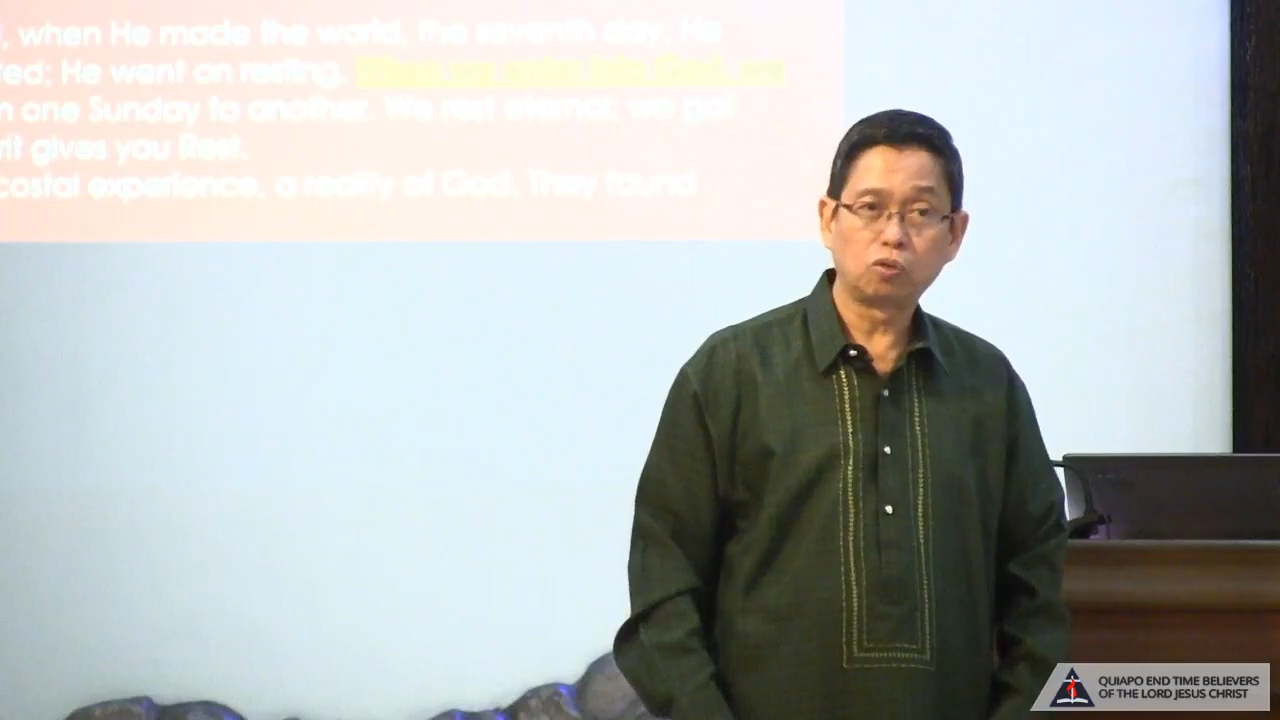 , when He made the world, the seventh day, He
ed; He went on resting.
one Sunday to another. We rest eternal; we got
gives you Rest.
costal experience, a reality of God. They found
QUIAPO END TIME BELIEVERS
OF THE LORD JESUS CHRIST